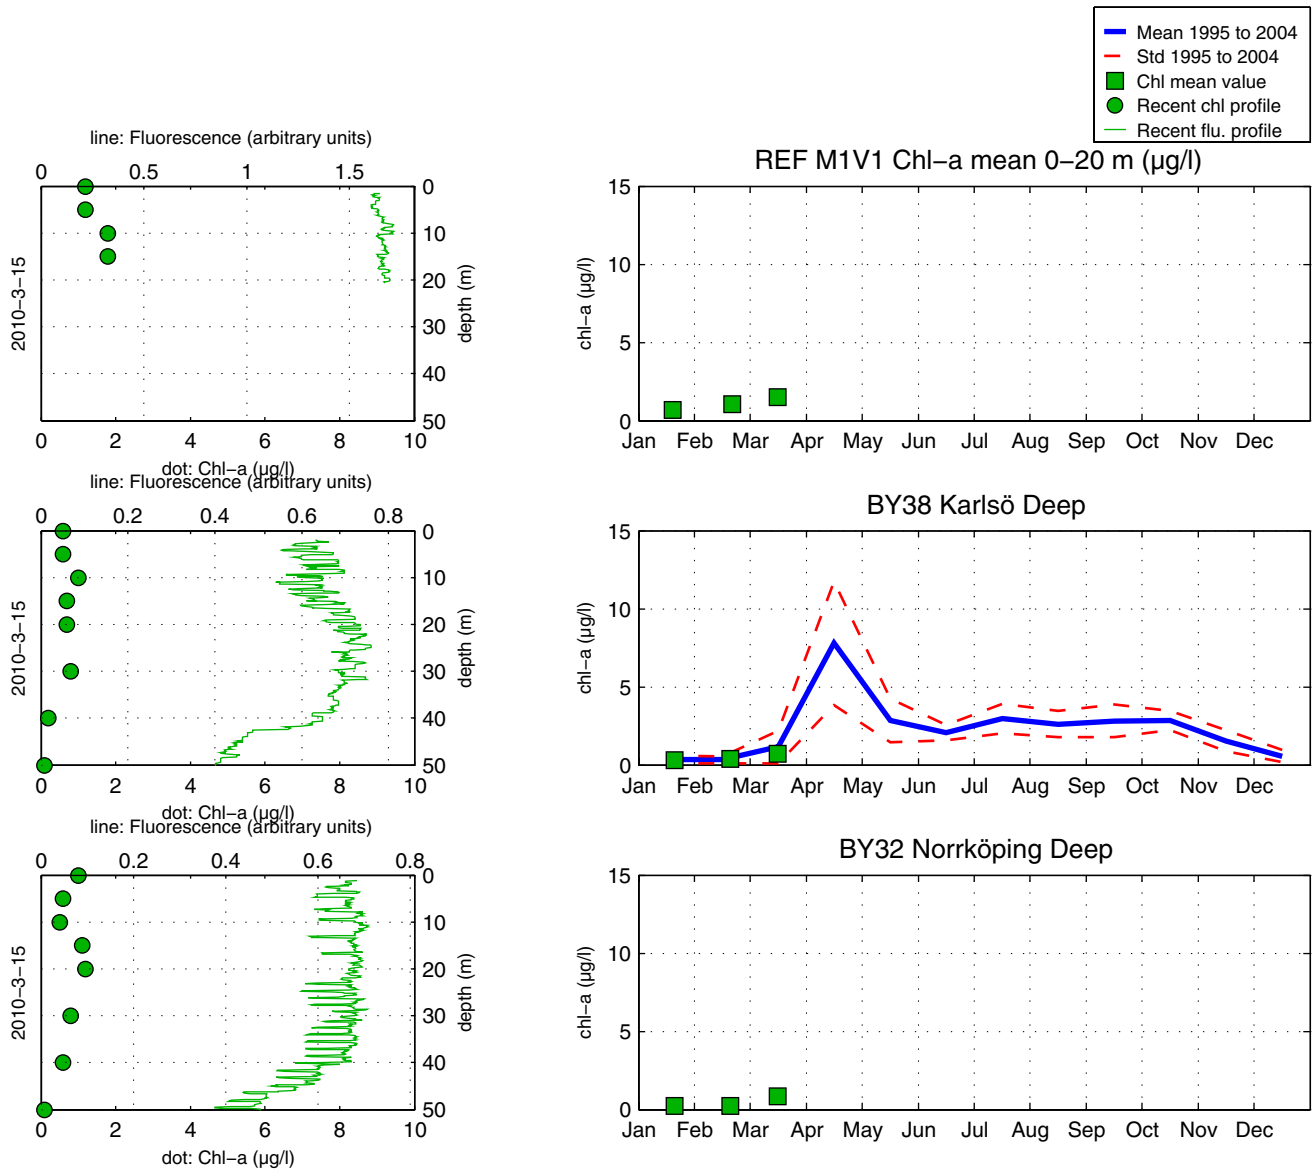 Mean 1995 to 2004
Std 1995 to 2004
Chl mean value
Recent chl profile
Recent flu. profile
line: Fluorescence (arbitrary units)
0 0.5 1 1.5
0
10
20
30
40
50
depth (m)
2010-3-15
0 2 4 6 8 10
dot: Chl-a (µg/l)
REF M1V1 Chl-a mean 0-20 m (µg/l)
15
10
5
0
chl-a (µg/l)
Jan Feb Mar Apr May Jun Jul Aug Sep Oct Nov Dec
line: Fluorescence (arbitrary units)
0 0.2 0.4 0.6 0.8
0
10
20
30
40
50
depth (m)
2010-3-15
0 2 4 6 8 10
dot: Chl-a (µg/l)
BY38 Karlsö Deep
15
10
5
0
chl-a (µg/l)
Jan Feb Mar Apr May Jun Jul Aug Sep Oct Nov Dec
line: Fluorescence (arbitrary units)
0 0.2 0.4 0.6 0.8
0
10
20
30
40
50
depth (m)
2010-3-15
0 2 4 6 8 10
dot: Chl-a (µg/l)
BY32 Norrköping Deep
15
10
5
0
chl-a (µg/l)
Jan Feb Mar Apr May Jun Jul Aug Sep Oct Nov Dec